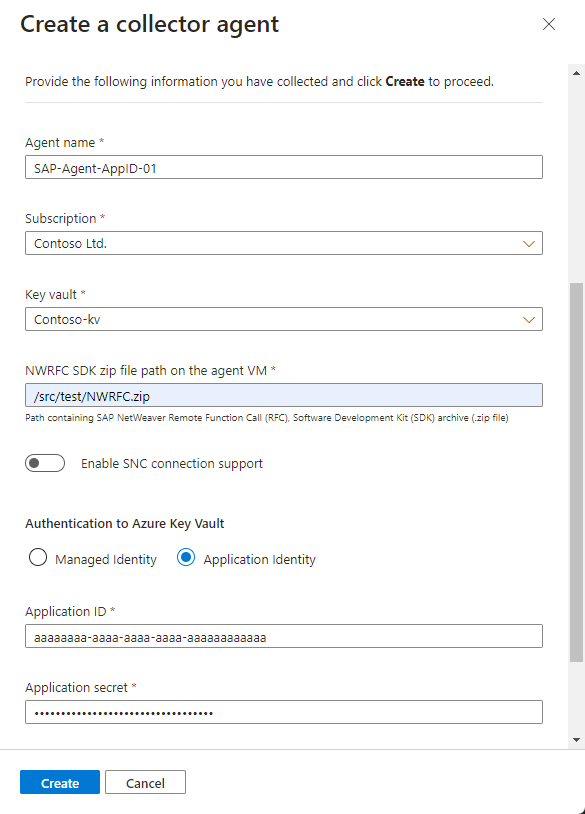 Create a collector agent
Provide the following information you have collected and click Create to proceed.
Agent name *
SAP-Agent-AppID-01
Subscription *
Contoso Ltd.
Key vault *
Contoso-kv
NWRFC SDK zip file path on the agent VM *
/src/test/NWRFC.zip
Path containing SAP NetWeaver Remote Function Call (RFC), Software Development Kit (SDK) archive (.zip file)
Enable SNC connection support
Authentication to Azure Key Vault
Managed Identity Application Identity
Application ID *
aaaaaaaa-aaaa-aaaa-aaaa-aaaaaaaaaaaa
Application secret *
••••••••••••••••••••••••••••••••••
Create Cancel